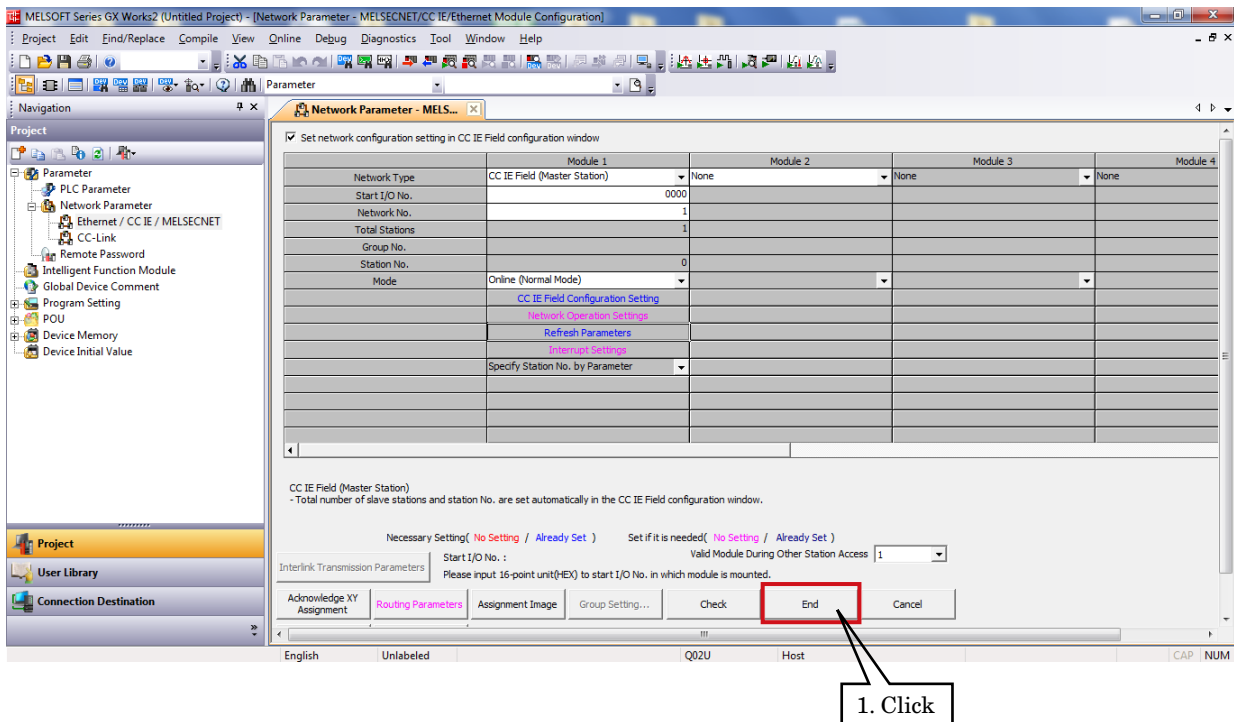 MELSOFT Series GX Works2 (Untitled Project) - [Network Parameter - MELSECNET/CC IE/Ethernet Module Configuration]
Project Edit Find/Replace Compile View Online Debug Diagnostics Tool Window Help
Parameter
Navigation
Network Parameter - MELS...
Project
Set network configuration setting in CC IE Field configuration window
Parameter
PLC Parameter
Network Parameter
Ethernet / CC IE / MELSECNET
CC-Link
Remote Password
Intelligent Function Module
Global Device Comment
Program Setting
POU
Device Memory
Device Initial Value
Module 1 Module 2 Module 3 Module 4
Network Type CC IE Field (Master Station) None None None
Start I/O No. 0000
Network No. 1
Total Stations 1
Group No.
Station No. 0
Mode Online (Normal Mode)
CC IE Field Configuration Setting
Network Operation Settings
Refresh Parameters
Interrupt Settings
Specify Station No. by Parameter
CC IE Field (Master Station)
- Total number of slave stations and station No. are set automatically in the CC IE Field configuration window.
Necessary Setting( No Setting / Already Set ) Set if it is needed( No Setting / Already Set )
Interlink Transmission Parameters
Start I/O No. :
Valid Module During Other Station Access 1
Please input 16-point unit(HEX) to start I/O No. in which module is mounted.
Acknowledge XY
Assignment
Routing Parameters Assignment Image Group Setting... Check End Cancel
Project
User Library
Connection Destination
English Unlabeled Q02U Host CAP NUM
1. Click